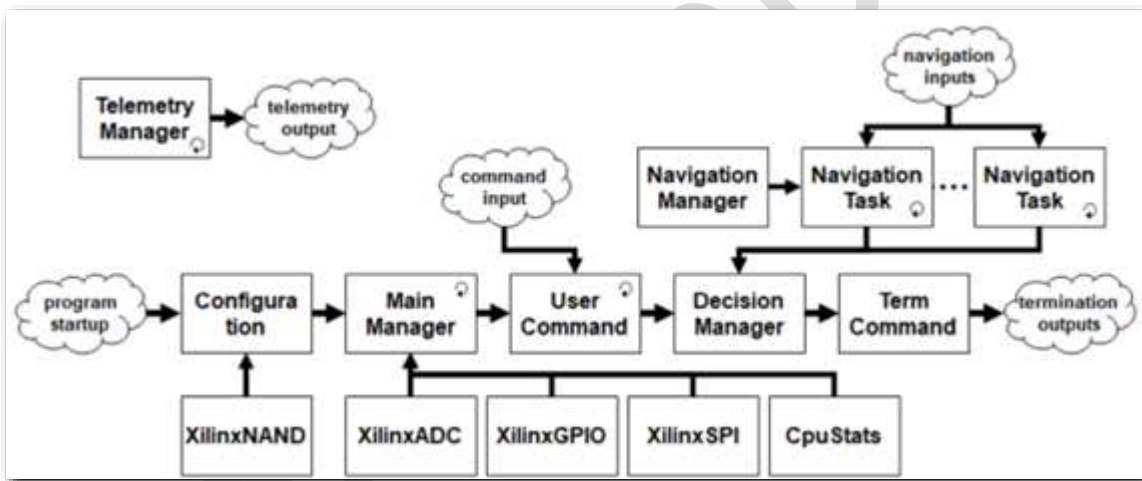 navigation
inputs
Telemetry
Manager
telemetry
output
command
input
Navigation
Manager
Navigation
Task
Navigation
Task
program
startup
Configura
tion
Main
Manager
User
Command
Decision
Manager
Term
Command
termination
outputs
XilinxNAND
XilinxADC
XilinxGPIO
XilinxSPI
CpuStats